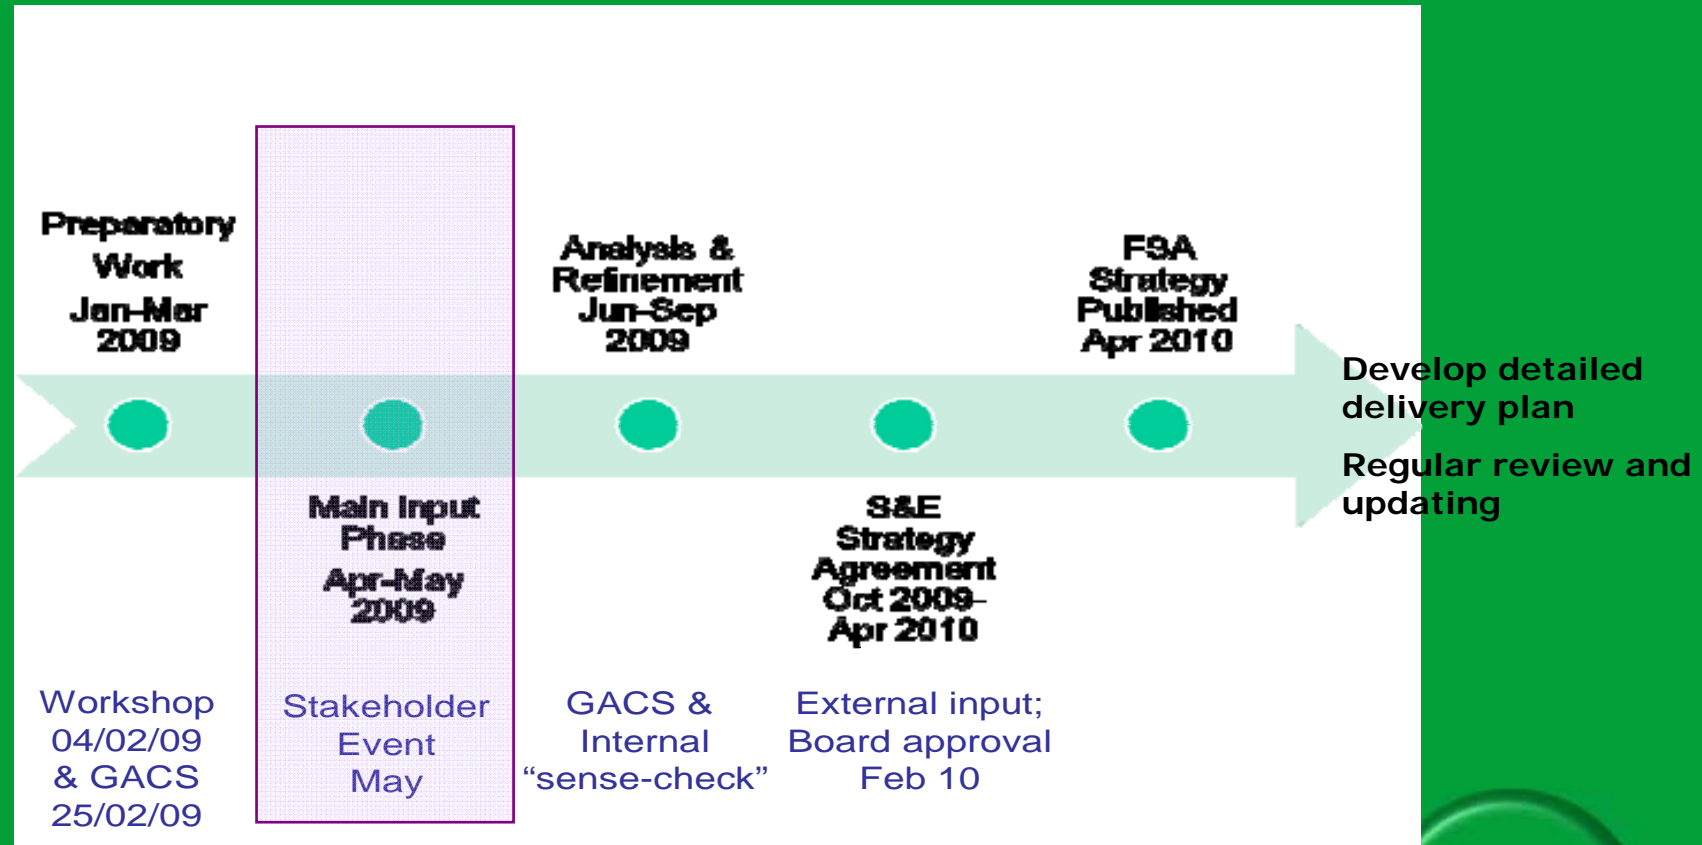 Preparatory
Work
Jan-Mar
2009
Main Input
Phase
Apr-May
2009
Analysis &
Refinement
Jun-Sep
2009
S&E
Strategy
Agreement
Oct 2009-
Apr 2010
FSA
Strategy
Published
Apr 2010
Develop detailed
delivery plan
Regular review and
updating
Workshop
04/02/09
& GACS
25/02/09
Stakeholder
Event
May
GACS &
Internal
“sense-check”
External input;
Board approval
Feb 10